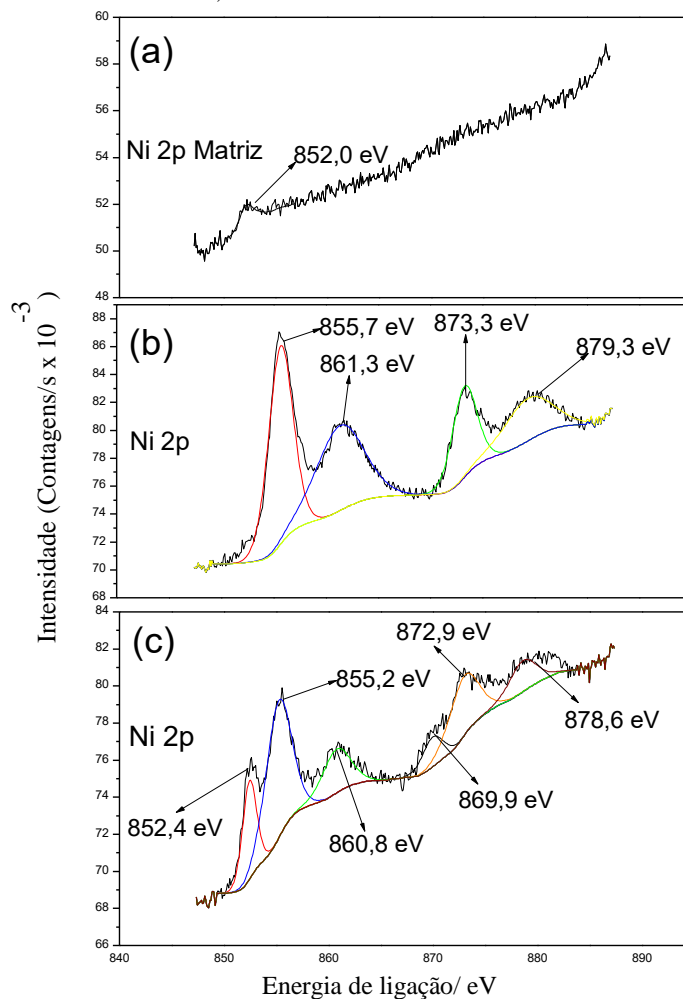 60
(a)
58
56
852,0 eV
Ni 2p Matriz
54
52
50
48
88
(b)
855,7 eV
873,3 eV
86
84
861,3 eV
879,3 eV
82
80
Ni 2p
78
76
74
72
70
68
84
(c)
872,9 eV
82
855,2 eV
80
Ni 2p
878,6 eV
78
76
869,9 eV
74
852,4 eV
860,8 eV
72
70
68
66
840
850
860
870
880
890
Intensidade (Contagens/s x 10-3)
Energia de ligação/ eV